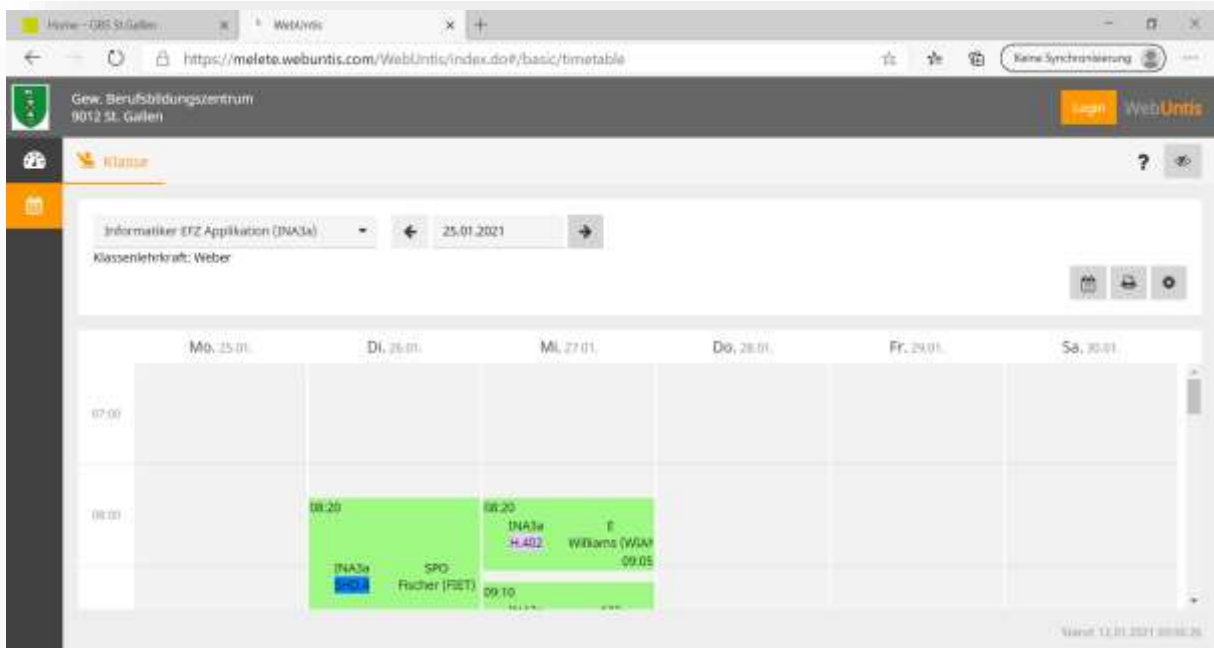 Home - GBS St.Gallen
WebUntis
https://melete.webuntis.com/WebUntis/index.do#/basic/timetable
Keine Synchronisierung
Gew. Berufsbildungszentrum
9012 St. Gallen
Login
WebUntis
Klasse
?
Informatiker EFZ Applikation (INA3a)
25.01.2021
Klassenlehrkraft: Weber
Mo. 25.01.
Di. 26.01.
Mi. 27.01.
Do. 28.01.
Fr. 29.01.
Sa. 30.01.
07:00
08:00
08:20
INA3a
SPO
Fischer (FIET)
08:20
INA3a
E
H.402
Williams (WIAN
09:05
09:10